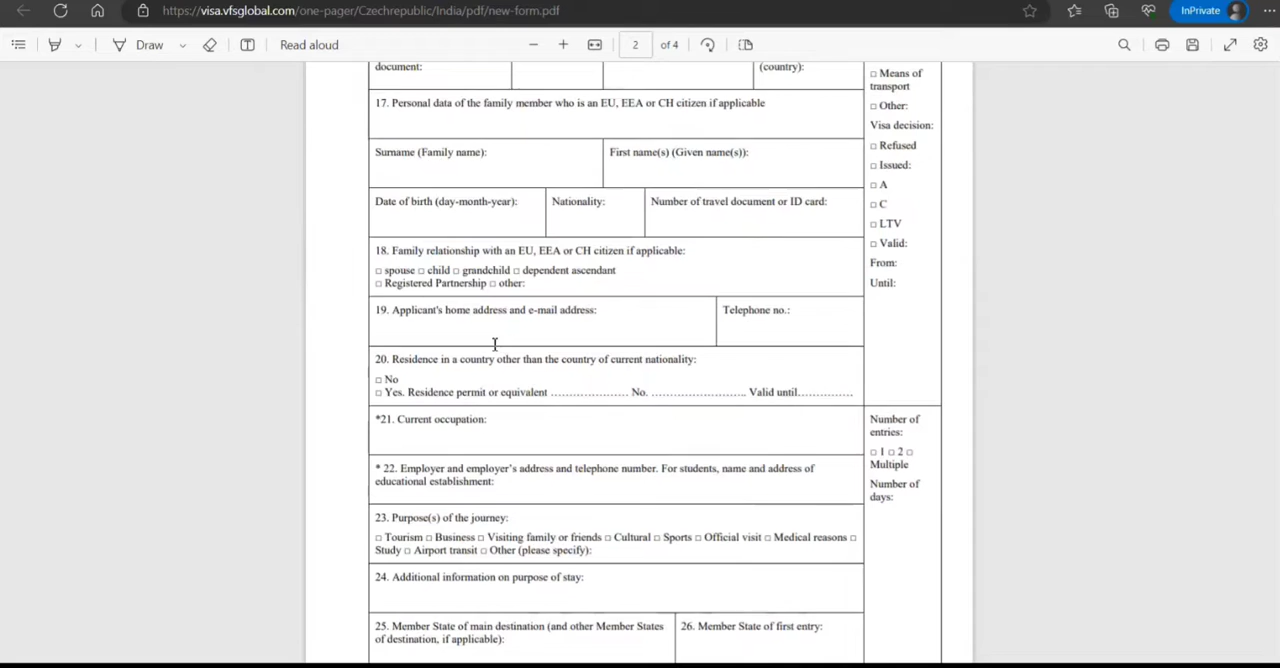 https://visa.vfsglobal.com/one-pager/Czechrepublic/India/pdf/new-form.pdf
InPrivate
Draw
Read aloud
2 of 4
document:
(country):
□ Means of
transport
□ Other:
Visa decision:
□ Refused
□ Issued:
□ A
□ C
□ LTV
□ Valid:
From:
Until:
17. Personal data of the family member who is an EU, EEA or CH citizen if applicable
Surname (Family name):
First name(s) (Given name(s)):
Date of birth (day-month-year):
Nationality:
Number of travel document or ID card:
18. Family relationship with an EU, EEA or CH citizen if applicable:
□ spouse □ child □ grandchild □ dependent ascendant
□ Registered Partnership □ other:
19. Applicant's home address and e-mail address:
Telephone no.:
20. Residence in a country other than the country of current nationality:
□ No
□ Yes. Residence permit or equivalent ........................ No. ............................. Valid until.................
*21. Current occupation:
Number of
entries:
□ 1 □ 2 □
Multiple
Number of
days:
* 22. Employer and employer's address and telephone number. For students, name and address of
educational establishment:
23. Purpose(s) of the journey:
□ Tourism □ Business □ Visiting family or friends □ Cultural □ Sports □ Official visit □ Medical reasons □
Study □ Airport transit □ Other (please specify):
24. Additional information on purpose of stay:
25. Member State of main destination (and other Member States
of destination, if applicable):
26. Member State of first entry: